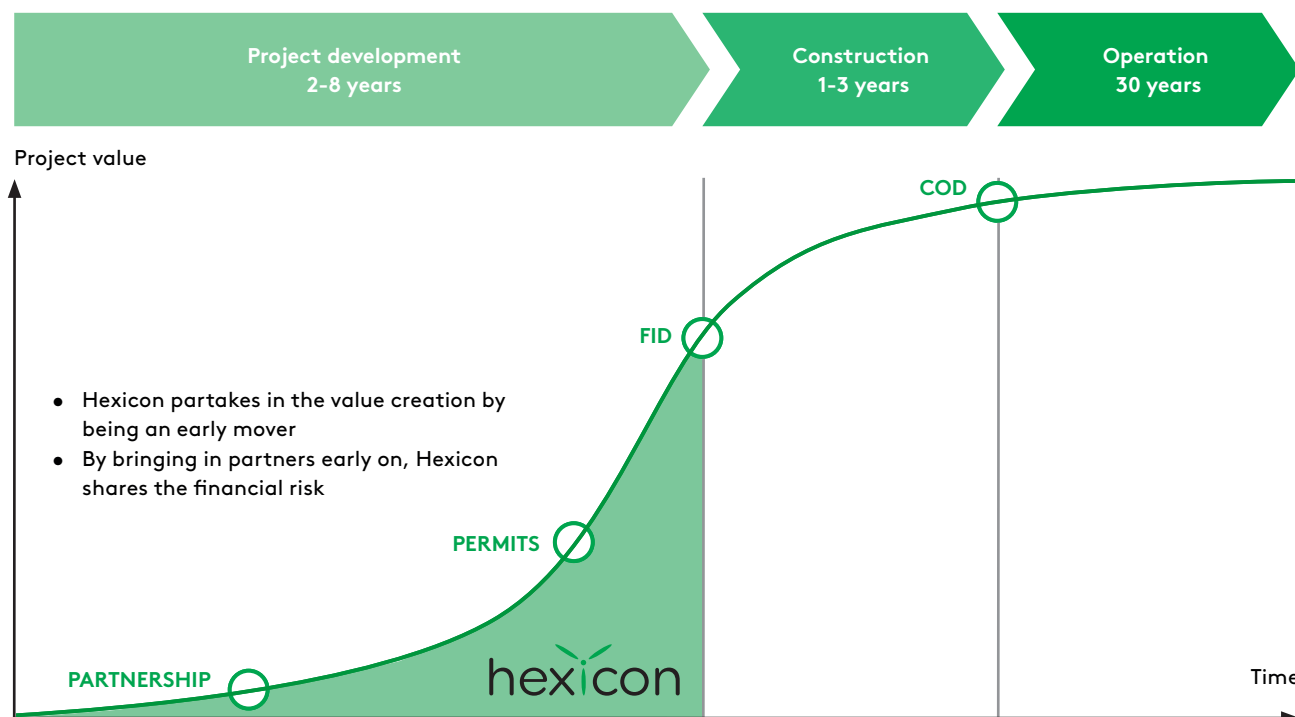 Project development
2-8 years
Construction
1-3 years
Operation
30 years
Project value
COD
FID
• Hexicon partakes in the value creation by
being an early mover
• By bringing in partners early on, Hexicon
shares the financial risk
PERMITS
hexicon
PARTNERSHIP
Time